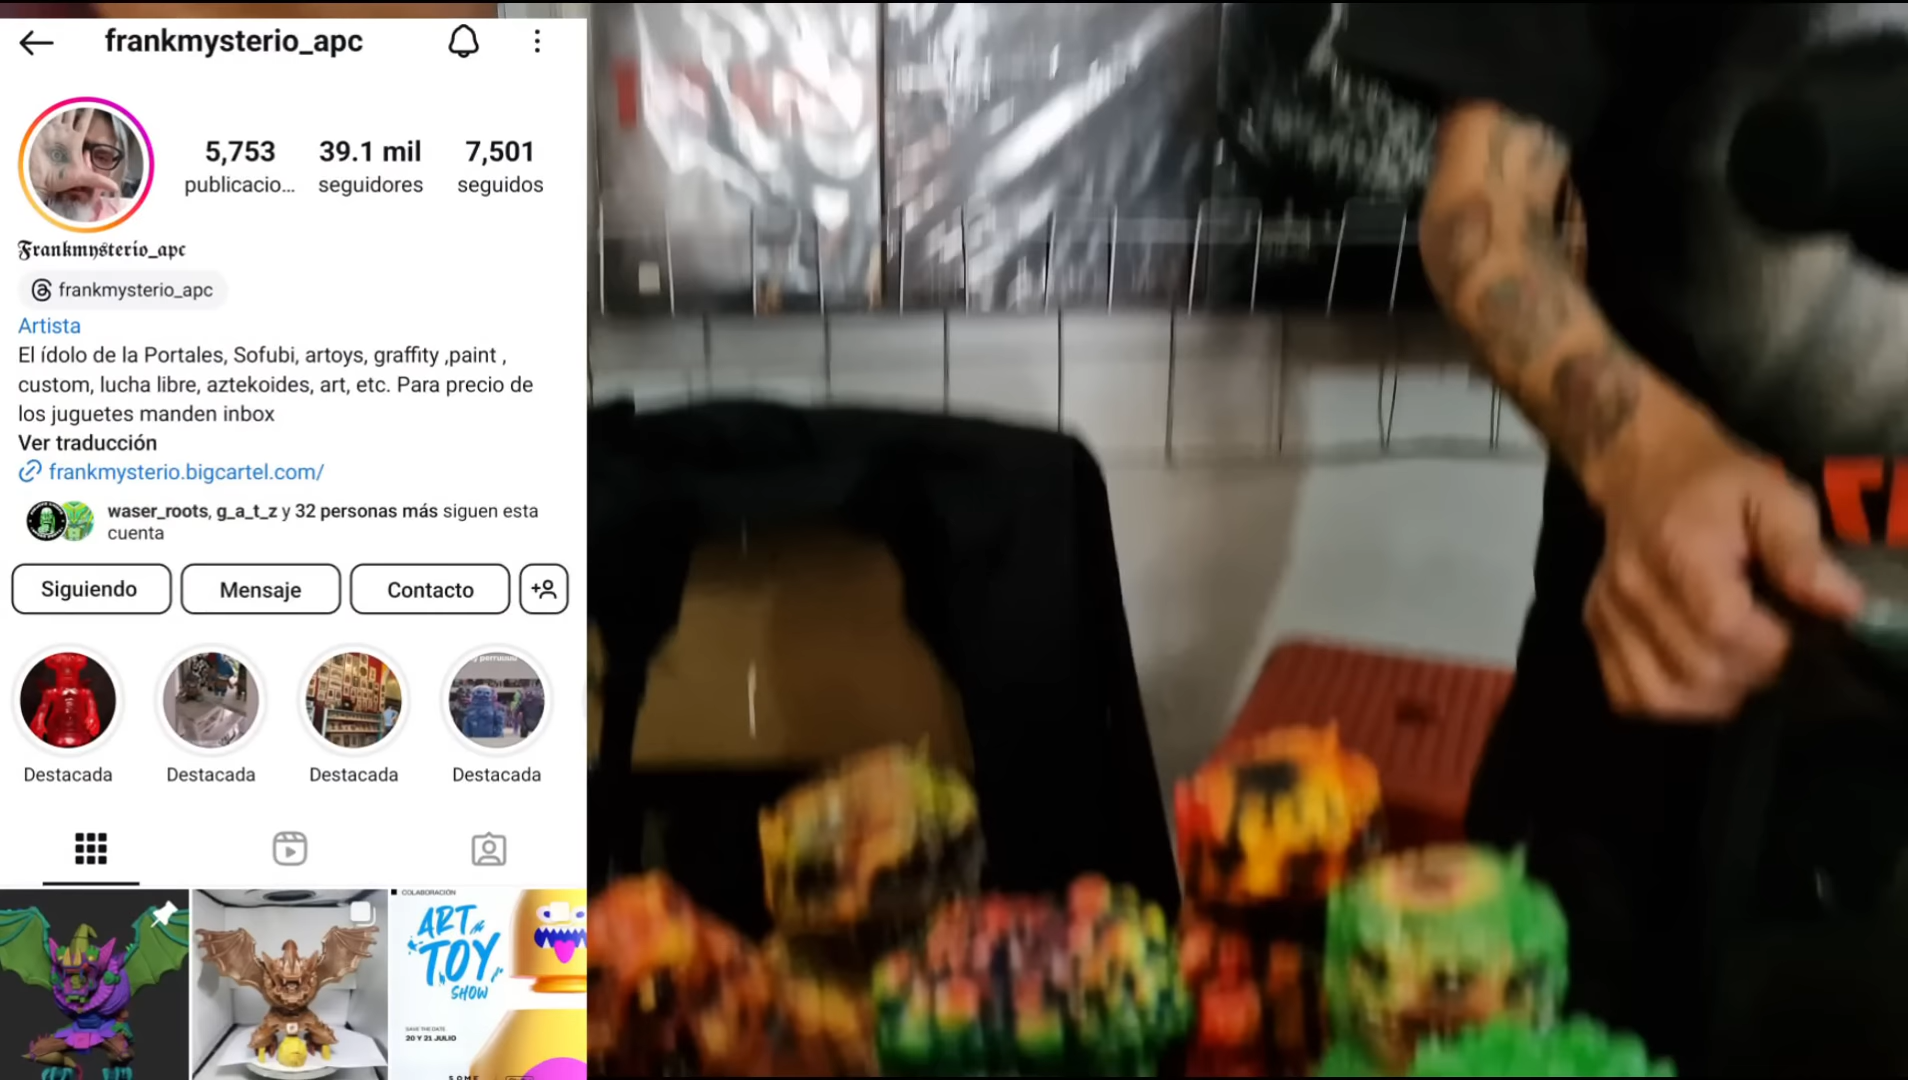 frankmysterio_apc
5,753
39.1 mil
7,501
publicacio...
seguidores
seguidos
𝕱𝖗𝖆𝖓𝖐𝖒𝖞𝖘𝖙𝖊𝖗𝖎𝖔_𝖆𝖕𝖈
frankmysterio_apc
Artista
El ídolo de la Portales, Sofubi, artoys, graffity ,paint ,
custom, lucha libre, aztekoides, art, etc. Para precio de
los juguetes manden inbox
Ver traducción
frankmysterio.bigcartel.com/
waser_roots, g_a_t_z y 32 personas más siguen esta
cuenta
Siguiendo
Mensaje
Contacto
Destacada
Destacada
Destacada
Destacada
COLABORACIÓN
ART
TOY
SHOW
SAVE THE DATE
20 Y 21 JULIO